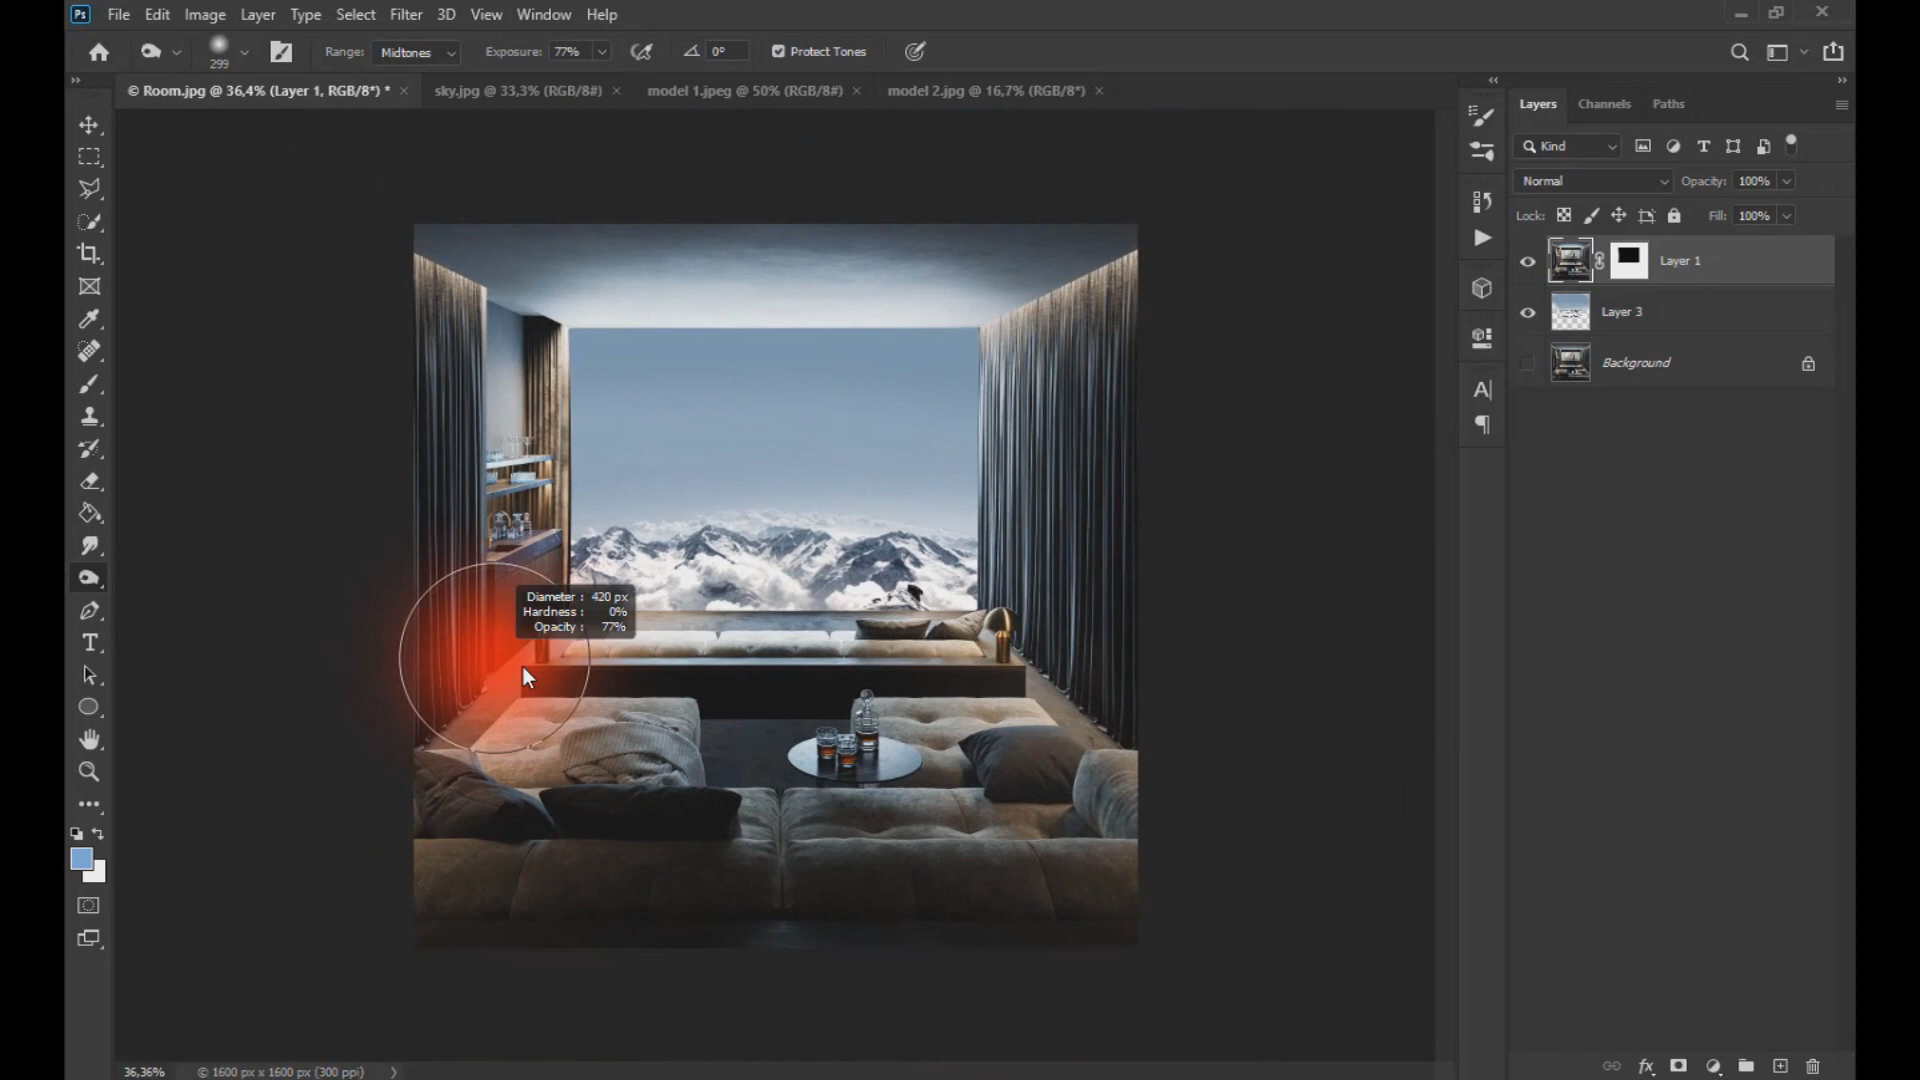 Ps File Edit Image Layer Type Select Filter 3D View Window Help
299 Range: Midtones Exposure: 77% 0° Protect Tones
© Room.jpg @ 36,4% (Layer 1, RGB/8*) * × sky.jpg @ 33,3% (RGB/8#) × model 1.jpeg @ 50% (RGB/8#) × model 2.jpg @ 16,7% (RGB/8*) ×
Layers Channels Paths
Kind
Normal Opacity: 100%
Lock: Fill: 100%
Layer 1
Layer 3
Background
Diameter : 420 px
Hardness : 0%
Opacity : 77%
36,36% © 1600 px x 1600 px (300 ppi)